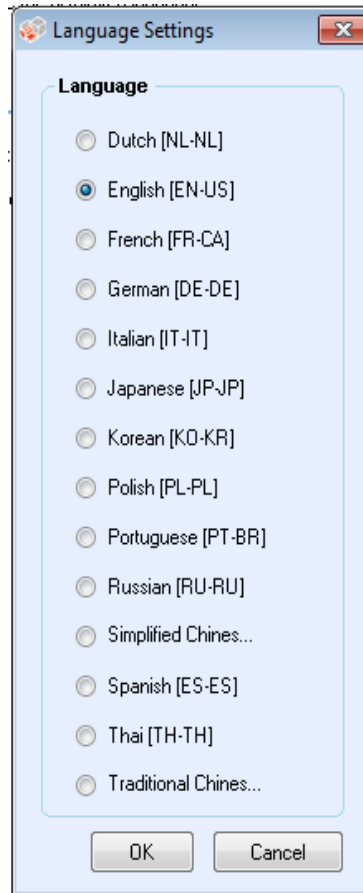 Language Settings
Language
Dutch [NL-NL]
English [EN-US]
French [FR-CA]
German [DE-DE]
Italian [IT-IT]
Japanese [JP-JP]
Korean [KO-KR]
Polish [PL-PL]
Portuguese [PT-BR]
Russian [RU-RU]
Simplified Chines...
Spanish [ES-ES]
Thai [TH-TH]
Traditional Chines...
OK Cancel